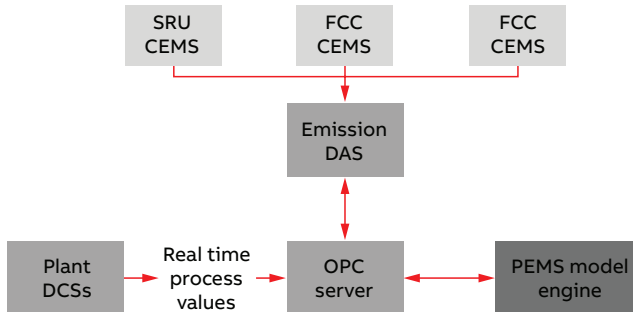 SRU
CEMS
FCC
CEMS
FCC
CEMS
Emission
DAS
Plant
DCSs
Real time
process
values
OPC
server
PEMS model
engine